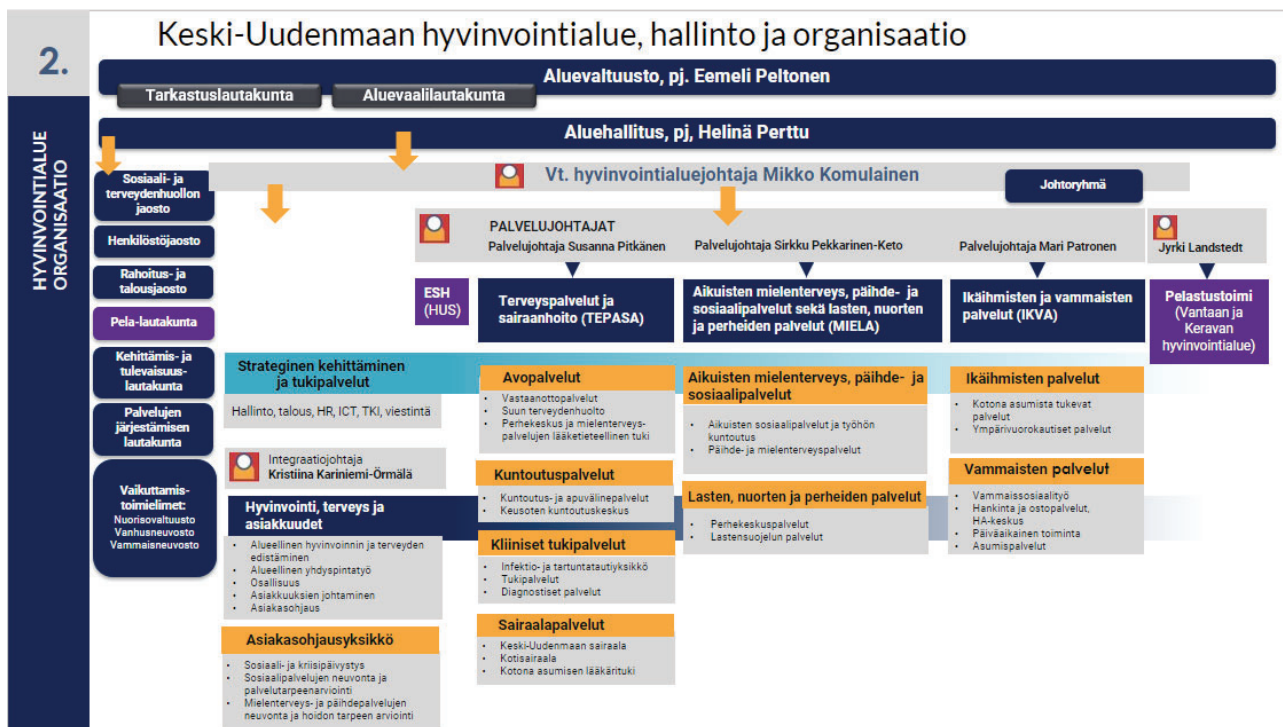 2.
HYVINVOINTIALUE
ORGANISAATIO
Keski-Uudenmaan hyvinvointialue, hallinto ja organisaatio
Aluevaltuusto, pj. Eemeli Peltonen
Tarkastuslautakunta
Aluevaalilautakunta
Aluehallitus, pj, Helinä Perttu
Vt. hyvinvointialuejohtaja Mikko Komulainen
Johtoryhmä
Sosiaali- ja
terveydenhuollon
jaosto
Henkilöstöjaosto
Rahoitus- ja
talousjaosto
Pela-lautakunta
Kehittämis- ja
tulevaisuus-
lautakunta
Palvelujen
järjestämisen
lautakunta
Vaikuttamis-
toimielimet:
Nuorisovaltuusto
Vanhusneuvosto
Vammaisneuvosto
PALVELUJOHTAJAT
Palvelujohtaja Susanna Pitkänen
Palvelujohtaja Sirkku Pekkarinen-Keto
Palvelujohtaja Mari Patronen
Jyrki Landstedt
ESH
(HUS)
Terveyspalvelut ja
sairaanhoito (TEPASA)
Aikuisten mielenterveys, päihde- ja
sosiaalipalvelut sekä lasten, nuorten
ja perheiden palvelut (MIELA)
Ikäihmisten ja vammaisten
palvelut (IKVA)
Pelastustoimi
(Vantaan ja
Keravan
hyvinvointialue)
Strateginen kehittäminen
ja tukipalvelut
Hallinto, talous, HR, ICT, TKI, viestintä
Integraatiojohtaja
Kristiina Kariniemi-Örmälä
Hyvinvointi, terveys ja
asiakkuudet
• Alueellinen hyvinvoinnin ja terveyden
edistäminen
• Alueellinen yhdyspintatyö
• Osallisuus
• Asiakkuuksien johtaminen
• Asiakasohjaus
Asiakasohjausyksikkö
• Sosiaali- ja kriisipäivystys
• Sosiaalipalvelujen neuvonta ja
palvelutarpeenarviointi
• Mielenterveys- ja päihdepalvelujen
neuvonta ja hoidon tarpeen arviointi
Avopalvelut
• Vastaanottopalvelut
• Suun terveydenhuolto
• Perhekeskus ja mielenterveys-
palvelujen lääketieteellinen tuki
Kuntoutuspalvelut
• Kuntoutus- ja apuvälinepalvelut
• Keusoten kuntoutuskeskus
Kliiniset tukipalvelut
• Infektio- ja tartuntatautiyksikkö
• Tukipalvelut
• Diagnostiset palvelut
Sairaalapalvelut
• Keski-Uudenmaan sairaala
• Kotisairaala
• Kotona asumisen lääkärituki
Aikuisten mielenterveys, päihde- ja
sosiaalipalvelut
• Aikuisten sosiaalipalvelut ja työhön
kuntoutus
• Päihde- ja mielenterveyspalvelut
Lasten, nuorten ja perheiden palvelut
• Perhekeskuspalvelut
• Lastensuojelun palvelut
Ikäihmisten palvelut
• Kotona asumista tukevat
palvelut
• Ympärivuorokautiset palvelut
Vammaisten palvelut
• Vammaissosiaalityö
• Hankinta ja ostopalvelut,
HA-keskus
• Päiväaikainen toiminta
• Asumispalvelut